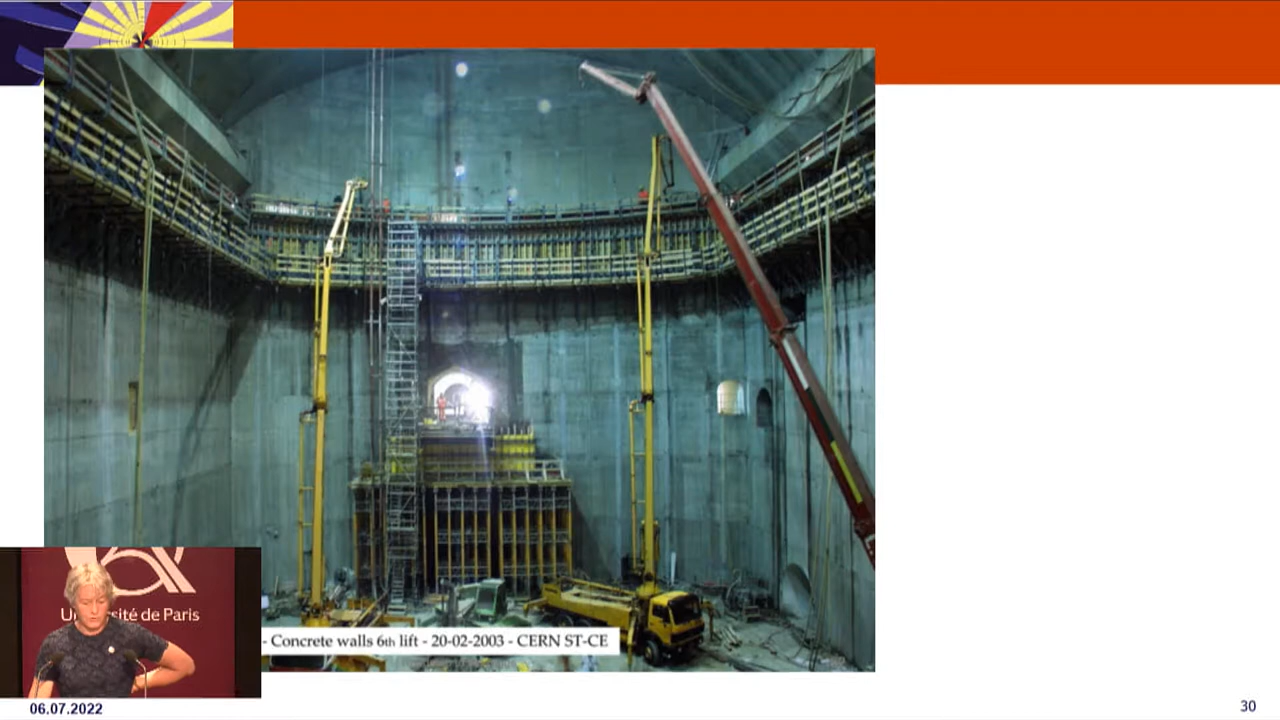 Université de Paris
- Concrete walls 6th lift - 20-02-2003 - CERN ST-CE
06.07.2022
30